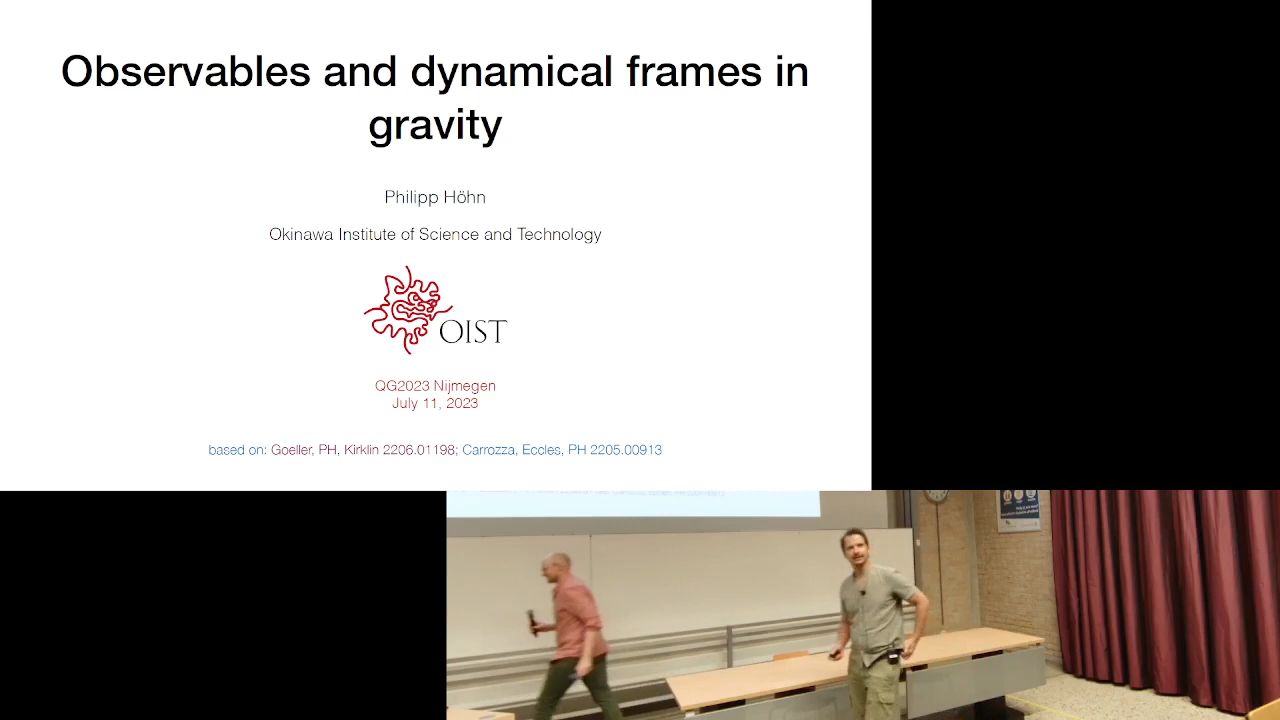 Observables and dynamical frames in
gravity
Philipp Höhn
Okinawa Institute of Science and Technology
OIST
QG2023 Nijmegen
July 11, 2023
based on: Goeller, PH, Kirklin 2206.01198; Carrozza, Eccles, PH 2205.00913